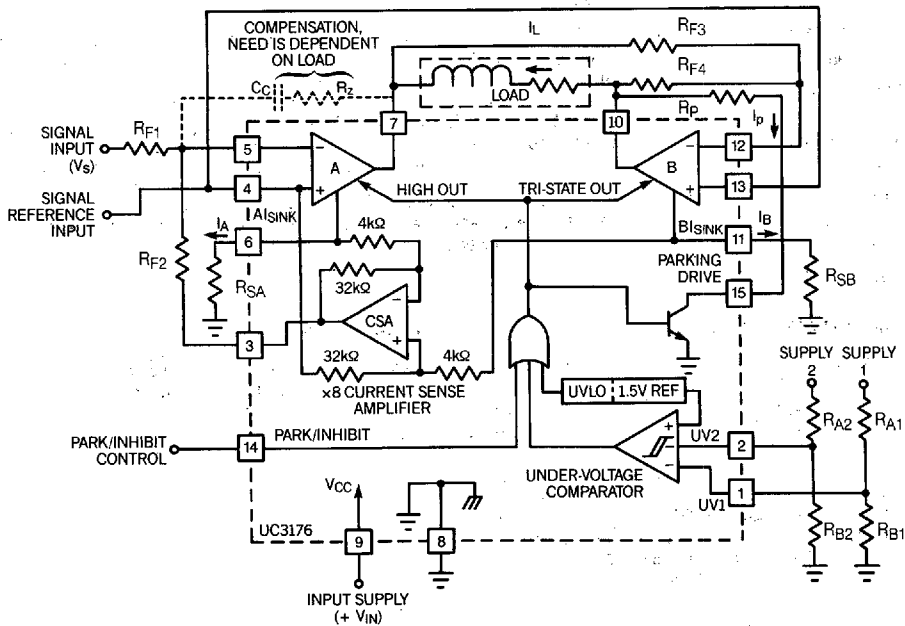 COMPENSATION,
NEED IS DEPENDENT
ON LOAD
IL
RF3
RF4
CC
RZ
LOAD
RP
IP
7
10
SIGNAL
INPUT
(VS)
RF1
5
−
A
+
B
−
+
12
13
SIGNAL
REFERENCE
INPUT
4
HIGH OUT
TRI-STATE OUT
AISINK
BISINK
IA
6
4kΩ
11
IB
RF2
RSA
32kΩ
−
CSA
+
PARKING
DRIVE
15
RSB
3
32kΩ
4kΩ
×8 CURRENT SENSE
AMPLIFIER
UVLO
1.5V REF
SUPPLY
2
SUPPLY
1
RA2
RA1
PARK/INHIBIT
CONTROL
14
PARK/INHIBIT
+
−
−
UV2
2
UNDER-VOLTAGE
COMPARATOR
UV1
1
RB2
RB1
VCC
UC3176
9
8
INPUT SUPPLY
(+ VIN)